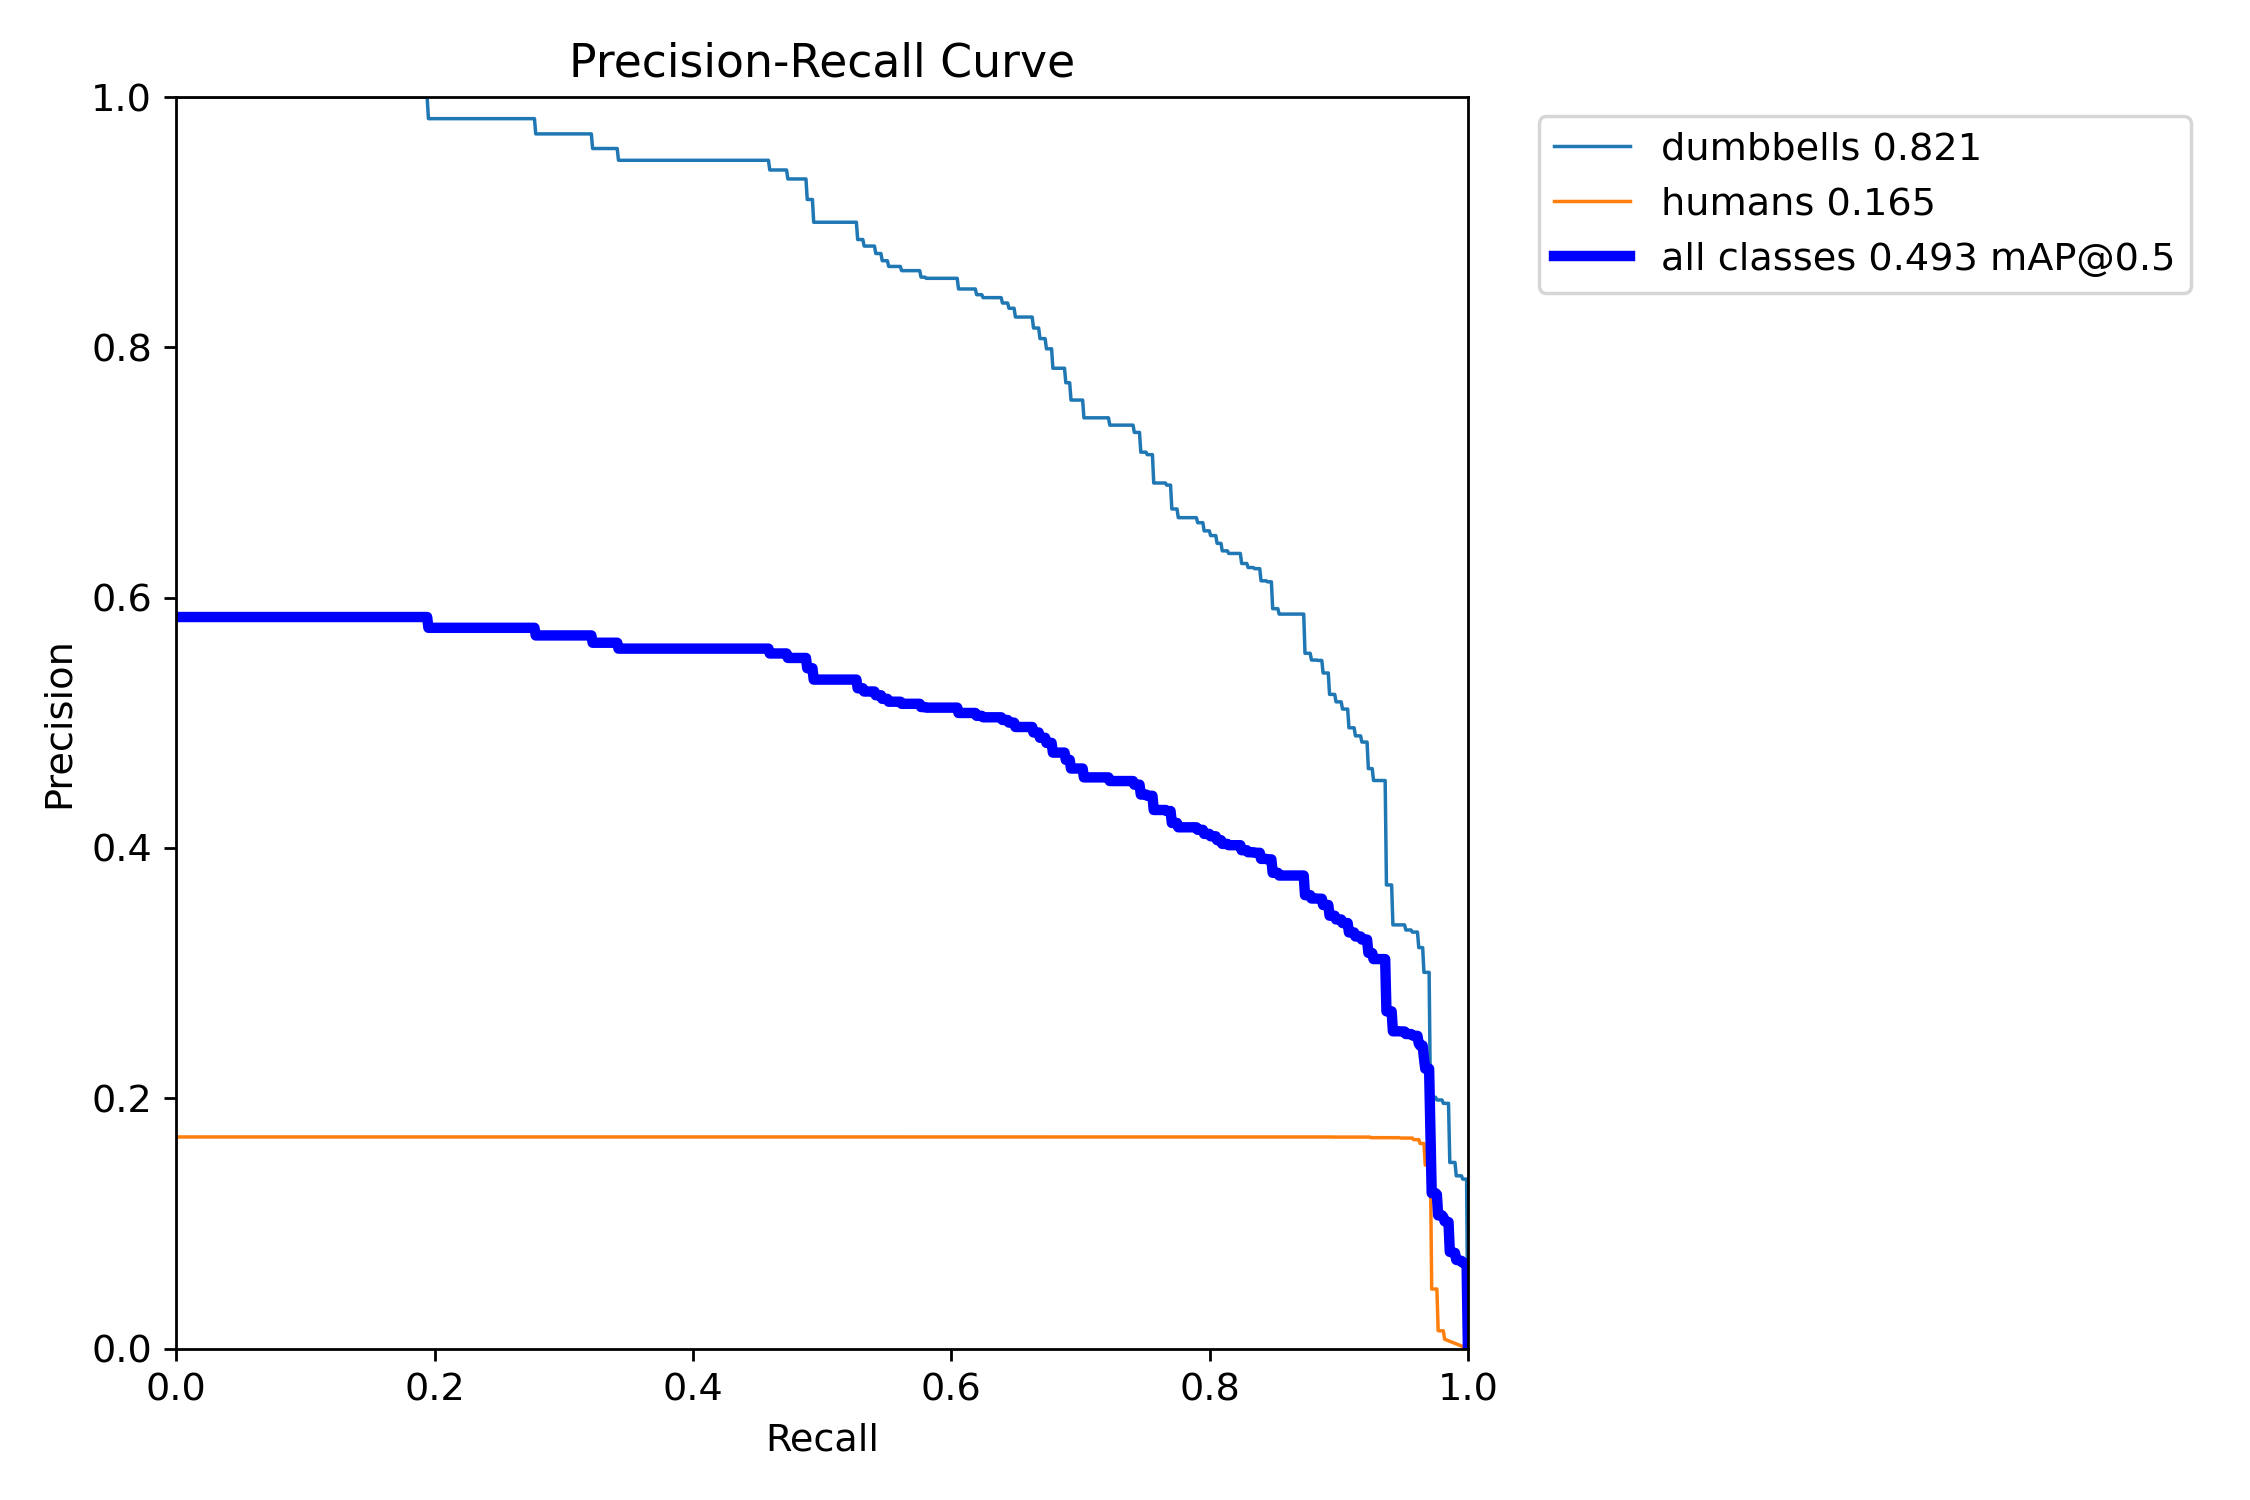 Precision-Recall Curve
1.0
0.8
0.6
0.4
0.2
0.0
Precision
0.0 0.2 0.4 0.6 0.8 1.0
Recall
dumbbells 0.821
humans 0.165
all classes 0.493 mAP@0.5